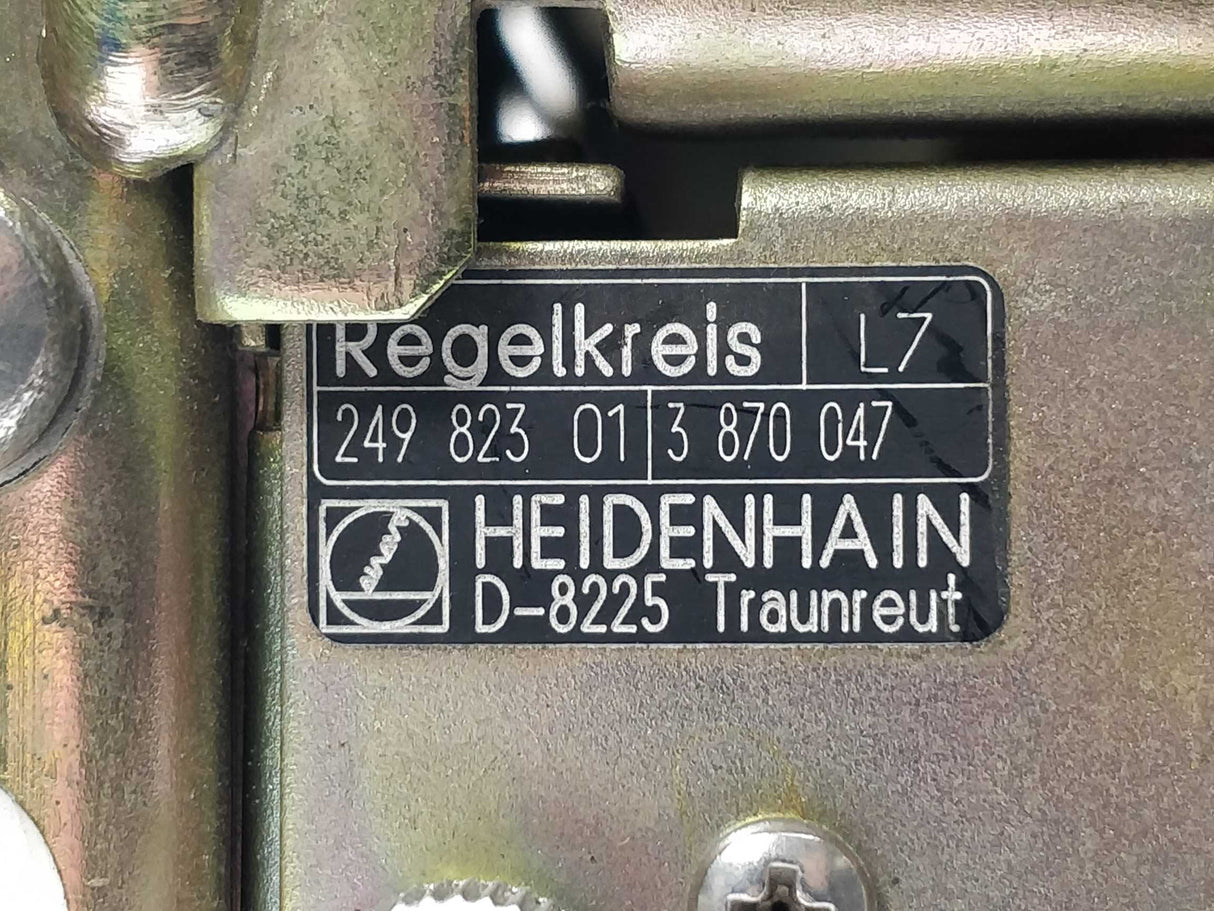 Regelkreis L7
249 823 01 3 870 047
HEIDENHAIN
D-8225 Traunreut